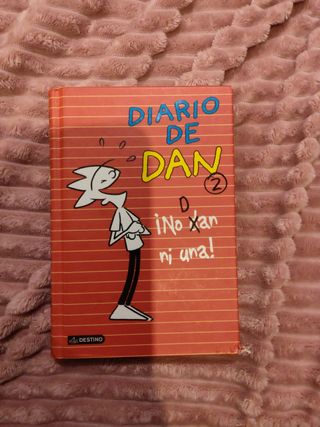 DIARIO
DE
DAN
2
D
¡No Xan
ni una!
DESTINO